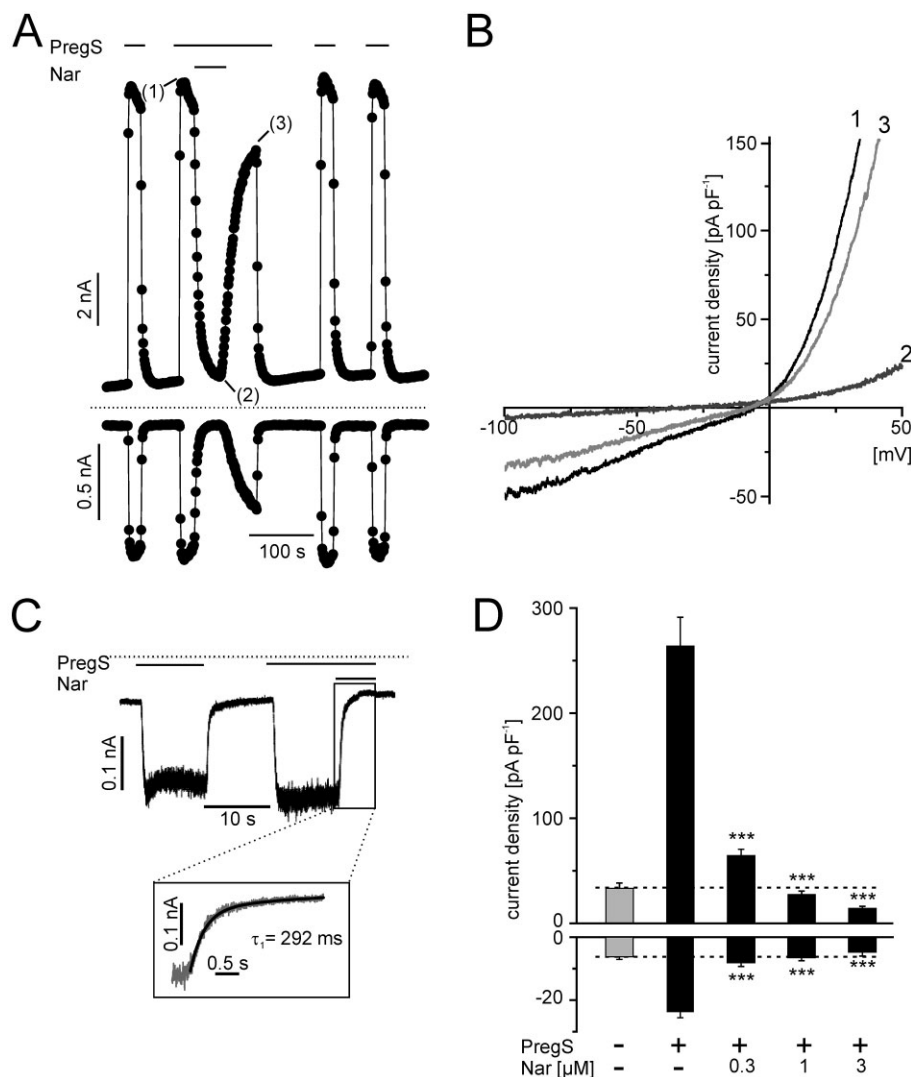 A
PregS
Nar
(1)
(3)
(2)
2 nA
0.5 nA
100 s
B
1
3
2
150
100
50
-50
-100
-50
0
50
[mV]
current density [pA pF⁻¹]
C
PregS
Nar
0.1 nA
10 s
0.1 nA
τ₁= 292 ms
0.5 s
D
300
200
100
0
0
-20
current density [pA pF⁻¹]
***
***
***
***
***
***
PregS - + + + +
Nar [µM] - - 0.3 1 3